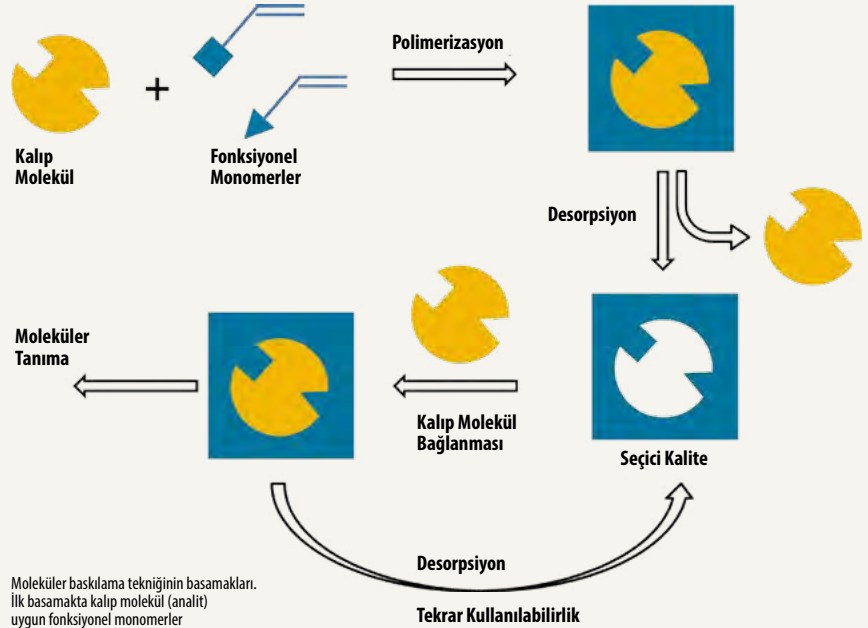 Polimerizasyon
+
Kalıp
Molekül
Fonksiyonel
Monomerler
Desorpsiyon
Moleküler
Tanıma
Kalıp Molekül
Bağlanması
Seçici Kalite
Desorpsiyon
Tekrar Kullanılabilirlik
Moleküler baskılama tekniğinin basamakları.
İlk basamakta kalıp molekül (analit)
uygun fonksiyonel monomerler